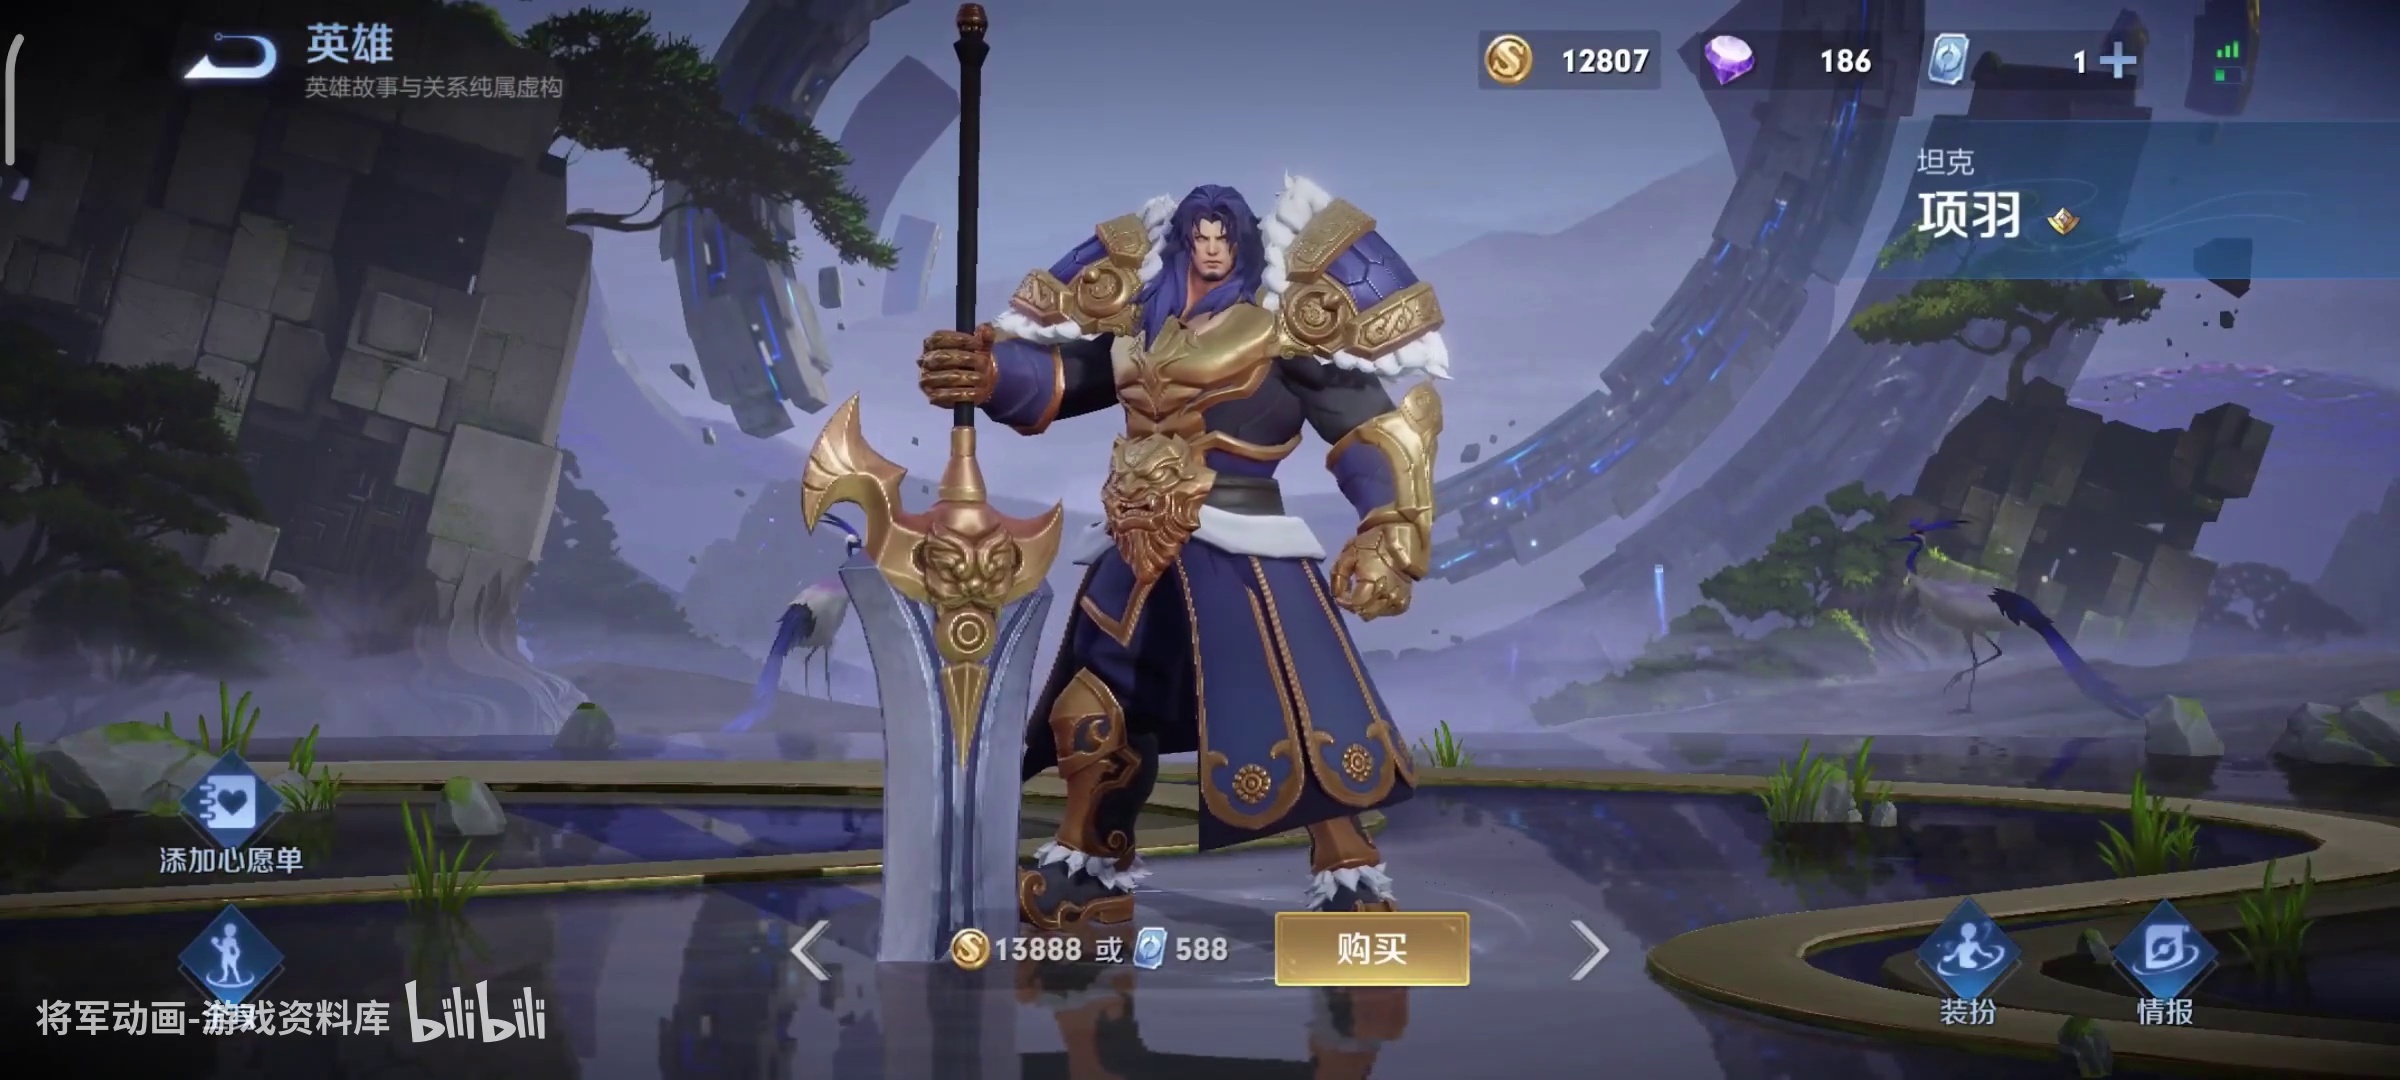 英雄
英雄故事与关系纯属虚构
12807
186
1
坦克
项羽
添加心愿单
13888 或 588
购买
装扮
情报
将军动画-游戏资料库 bilibili